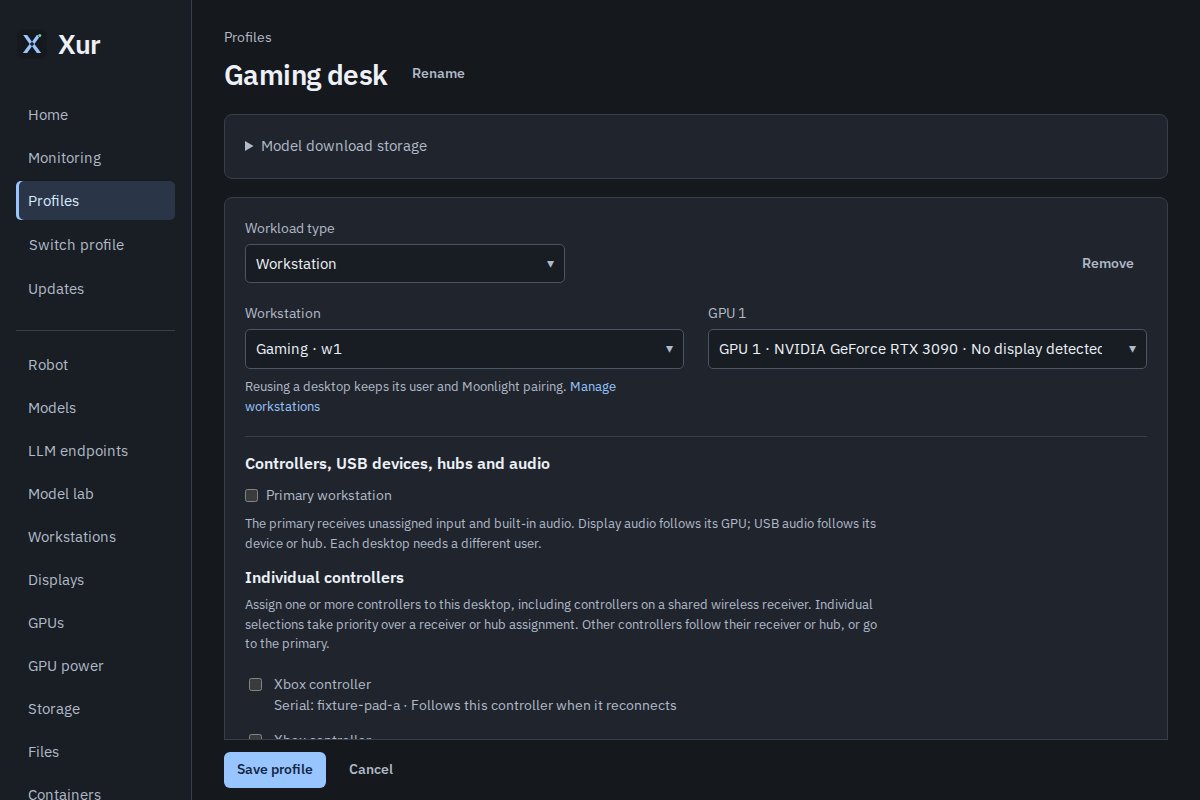 Xur
Home
Monitoring
Profiles
Switch profile
Updates
Robot
Models
LLM endpoints
Model lab
Workstations
Displays
GPUs
GPU power
Storage
Files
Containers
Profiles
Gaming desk
Rename
Model download storage
Workload type
Workstation
Remove
Workstation
GPU 1
Gaming · w1
GPU 1 · NVIDIA GeForce RTX 3090 · No display detected
Reusing a desktop keeps its user and Moonlight pairing. Manage
workstations
Controllers, USB devices, hubs and audio
Primary workstation
The primary receives unassigned input and built-in audio. Display audio follows its GPU; USB audio follows its
device or hub. Each desktop needs a different user.
Individual controllers
Assign one or more controllers to this desktop, including controllers on a shared wireless receiver. Individual
selections take priority over a receiver or hub assignment. Other controllers follow their receiver or hub, or go
to the primary.
Xbox controller
Serial: fixture-pad-a · Follows this controller when it reconnects
Xbox controller
Save profile
Cancel